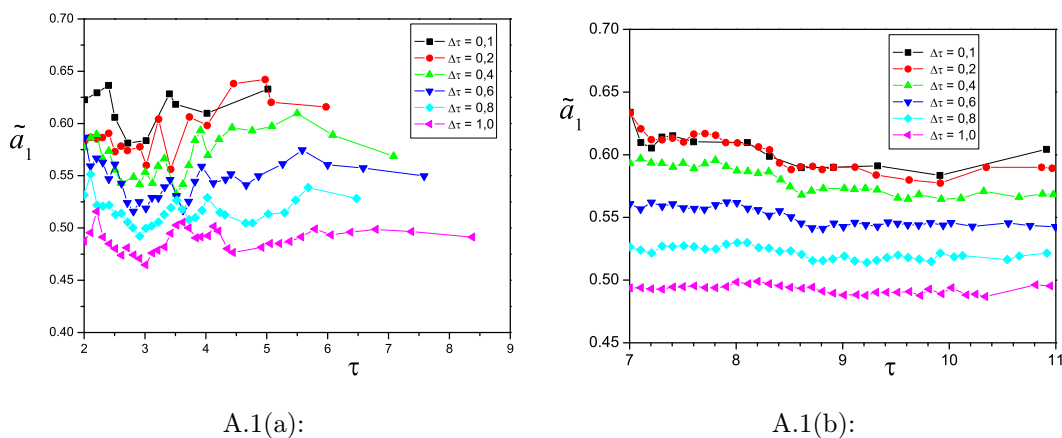 0.70
0.65
0.60
0.55
0.50
0.45
0.40
ã₁
2 3 4 5 6 7 8 9
τ
Δτ = 0,1
Δτ = 0,2
Δτ = 0,4
Δτ = 0,6
Δτ = 0,8
Δτ = 1,0
A.1(a):
0.70
0.65
0.60
0.55
0.50
0.45
ã₁
7 8 9 10 11
τ
Δτ = 0,1
Δτ = 0,2
Δτ = 0,4
Δτ = 0,6
Δτ = 0,8
Δτ = 1,0
A.1(b):